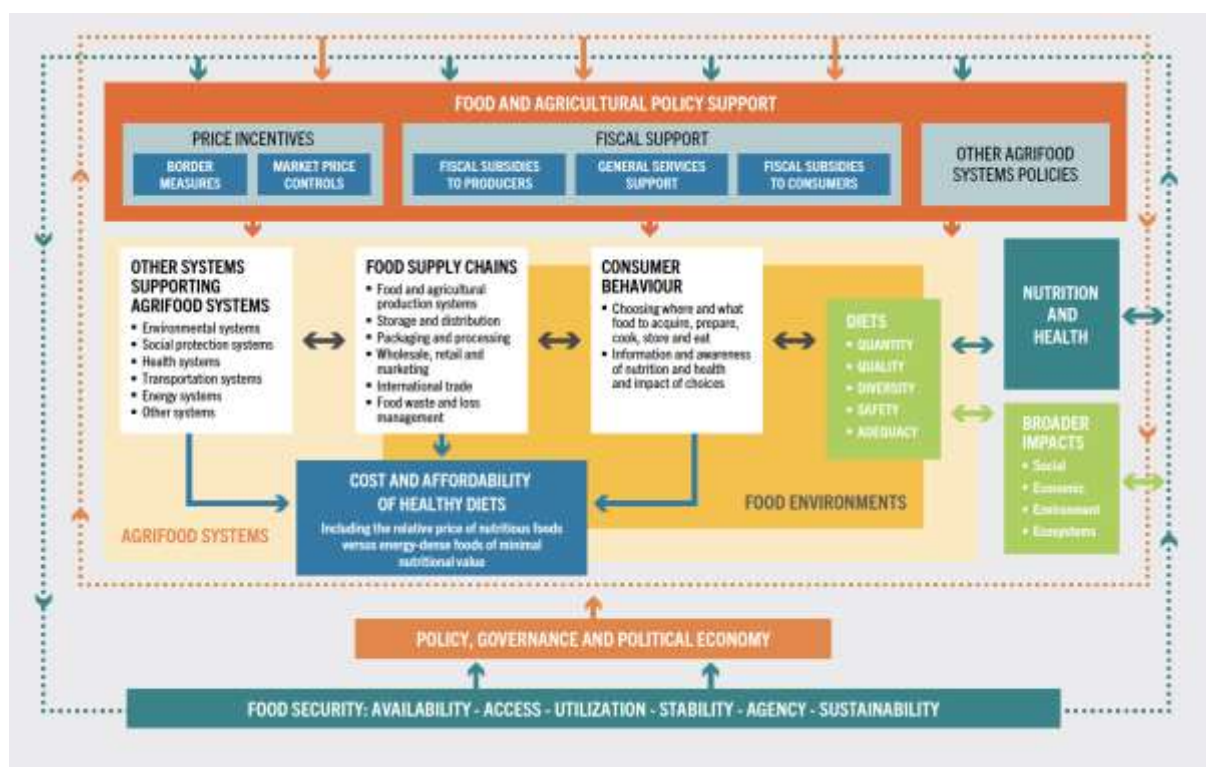 FOOD AND AGRICULTURAL POLICY SUPPORT
PRICE INCENTIVES
BORDER
MEASURES
MARKET PRICE
CONTROLS
FISCAL SUPPORT
FISCAL SUBSIDIES
TO PRODUCERS
GENERAL SERVICES
SUPPORT
FISCAL SUBSIDIES
TO CONSUMERS
OTHER AGRIFOOD
SYSTEMS POLICIES
OTHER SYSTEMS
SUPPORTING
AGRIFOOD SYSTEMS
• Environmental systems
• Social protection systems
• Health systems
• Transportation systems
• Energy systems
• Other systems
FOOD SUPPLY CHAINS
• Food and agricultural
production systems
• Storage and distribution
• Packaging and processing
• Wholesale, retail and
marketing
• International trade
• Food waste and loss
management
CONSUMER
BEHAVIOUR
• Choosing where and what
food to acquire, prepare,
cook, store and eat
• Information and awareness
of nutrition and health
and impact of choices
DIETS
• QUANTITY
• QUALITY
• DIVERSITY
• SAFETY
• ADEQUACY
NUTRITION
AND
HEALTH
BROADER
IMPACTS
• Social
• Economic
• Environment
• Ecosystems
COST AND AFFORDABILITY
OF HEALTHY DIETS
Including the relative price of nutritious foods
versus energy-dense foods of minimal
nutritional value
FOOD ENVIRONMENTS
AGRIFOOD SYSTEMS
POLICY, GOVERNANCE AND POLITICAL ECONOMY
FOOD SECURITY: AVAILABILITY - ACCESS - UTILIZATION - STABILITY - AGENCY - SUSTAINABILITY